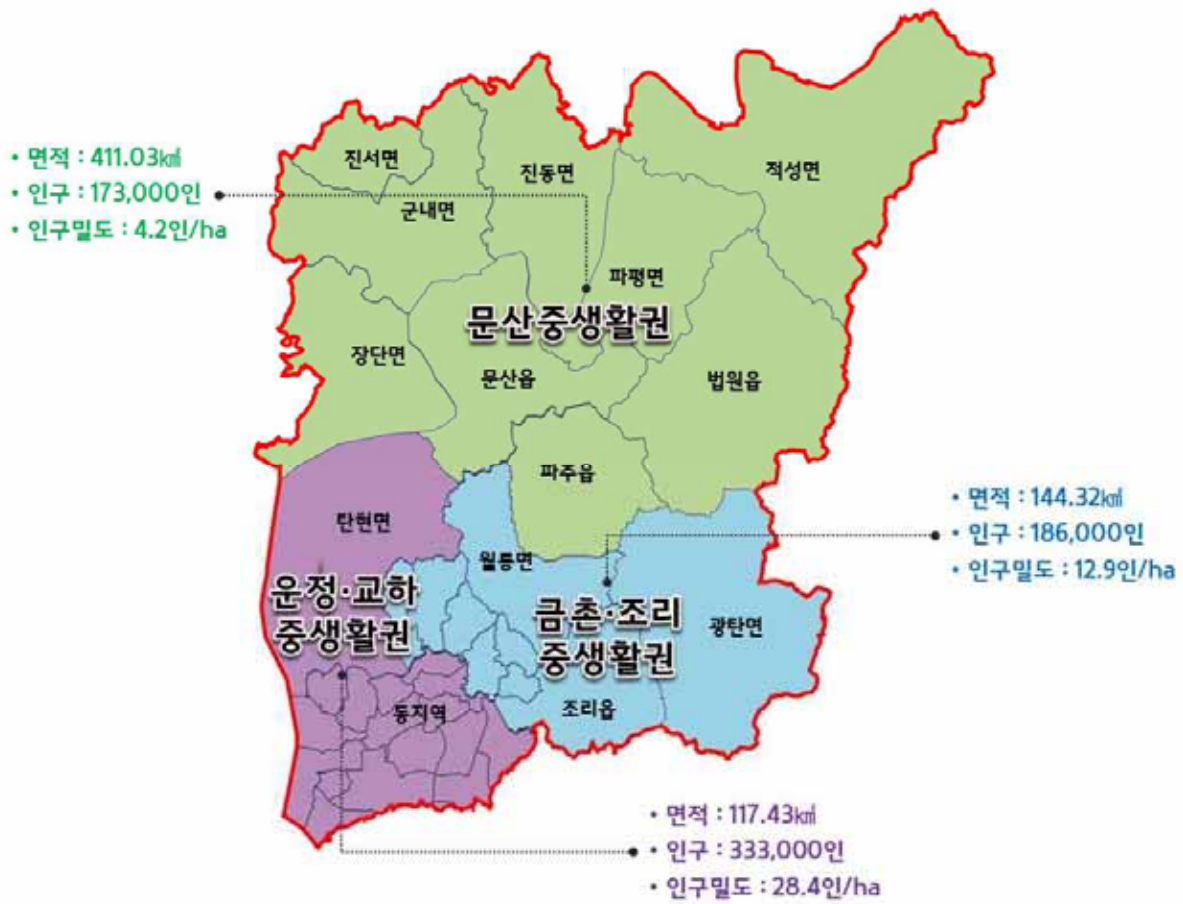 • 면적 : 411.03㎢
• 인구 : 173,000인
• 인구밀도 : 4.2인/ha
진서면
진동면
적성면
군내면
파평면
문산중생활권
장단면
문산읍
법원읍
파주읍
• 면적 : 144.32㎢
• 인구 : 186,000인
• 인구밀도 : 12.9인/ha
탄현면
월롱면
운정·교하
중생활권
금촌·조리
중생활권
광탄면
조리읍
동지역
• 면적 : 117.43㎢
• 인구 : 333,000인
• 인구밀도 : 28.4인/ha